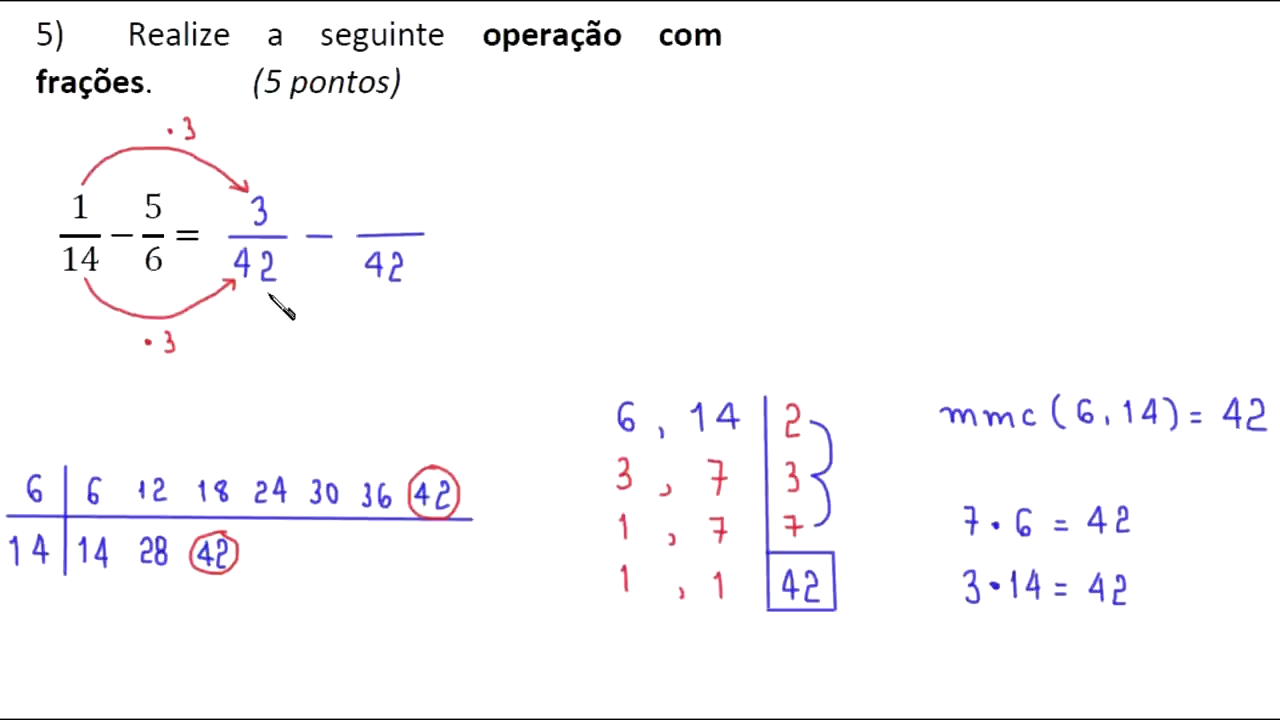 5) Realize a seguinte operação com
frações. (5 pontos)
· 3
1/14 − 5/6 = 3/42 − /42
· 3
6 | 6 12 18 24 30 36 42
14 | 14 28 42
6 , 14 | 2
3 , 7 | 3
1 , 7 | 7
1 , 1 | 42
mmc ( 6, 14) = 42
7 · 6 = 42
3 · 14 = 42